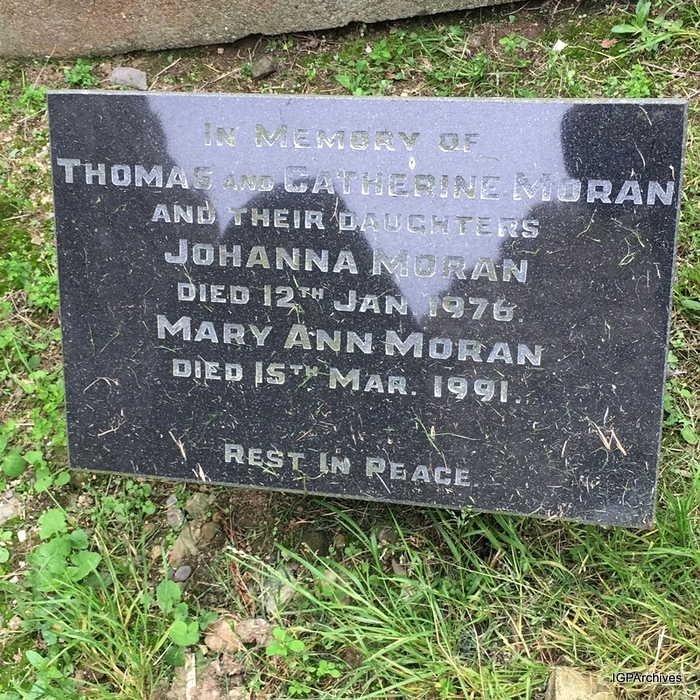 In Memory of
Thomas and Catherine Moran
and their daughters
Johanna Moran
died 12th Jan 1976.
Mary Ann Moran
died 15th Mar. 1991.
Rest In Peace
IGPArchives